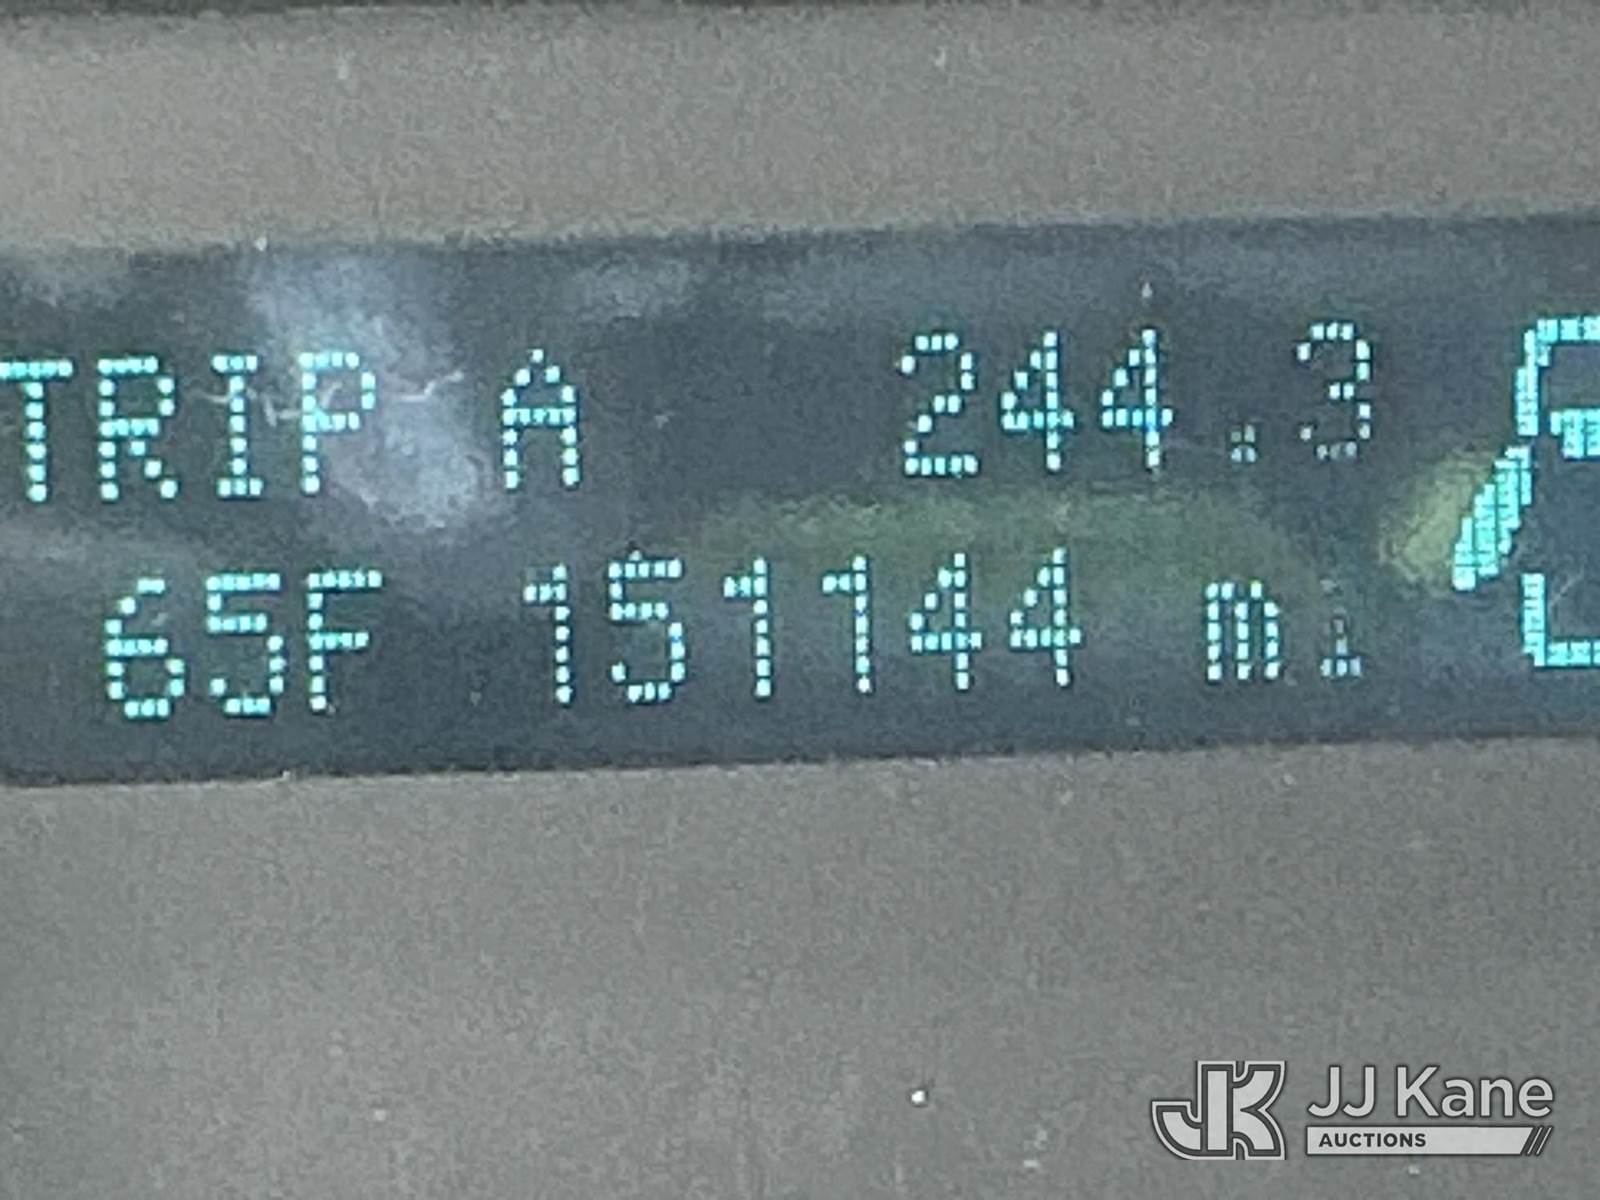 TRIP A 244.3
65F 151144 mi
JJ Kane
AUCTIONS